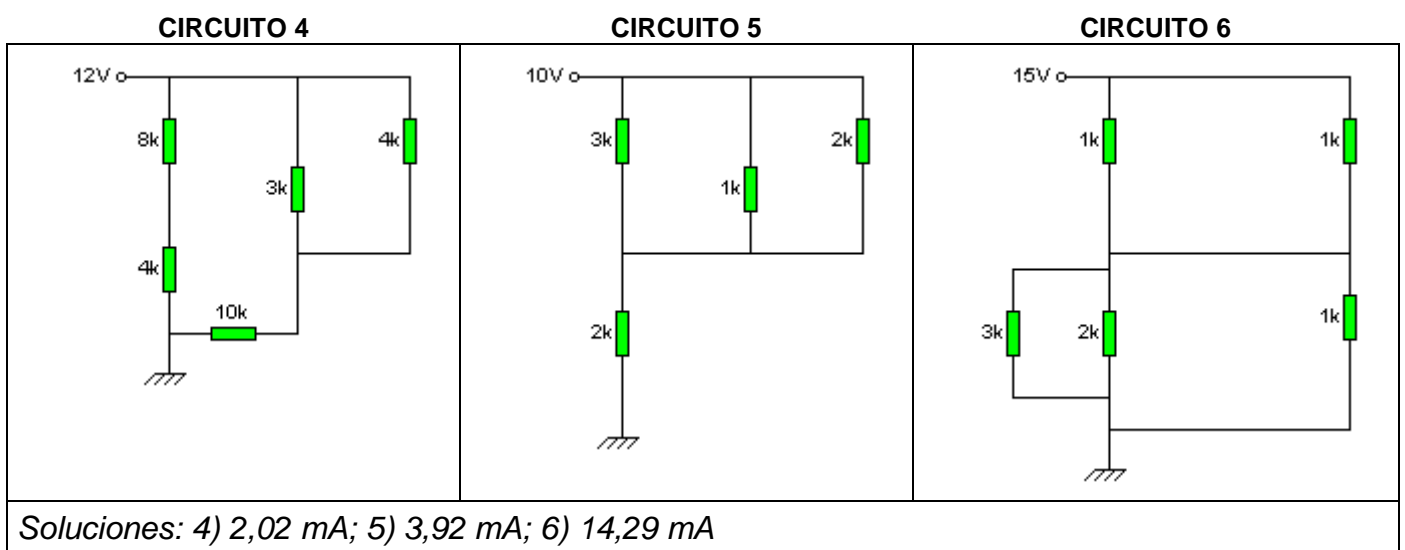 CIRCUITO 4 CIRCUITO 5 CIRCUITO 6
12V 10V 15V
8k 4k 3k 2k 1k 1k
3k 1k
4k
10k 1k
2k 3k 2k
Soluciones: 4) 2,02 mA; 5) 3,92 mA; 6) 14,29 mA